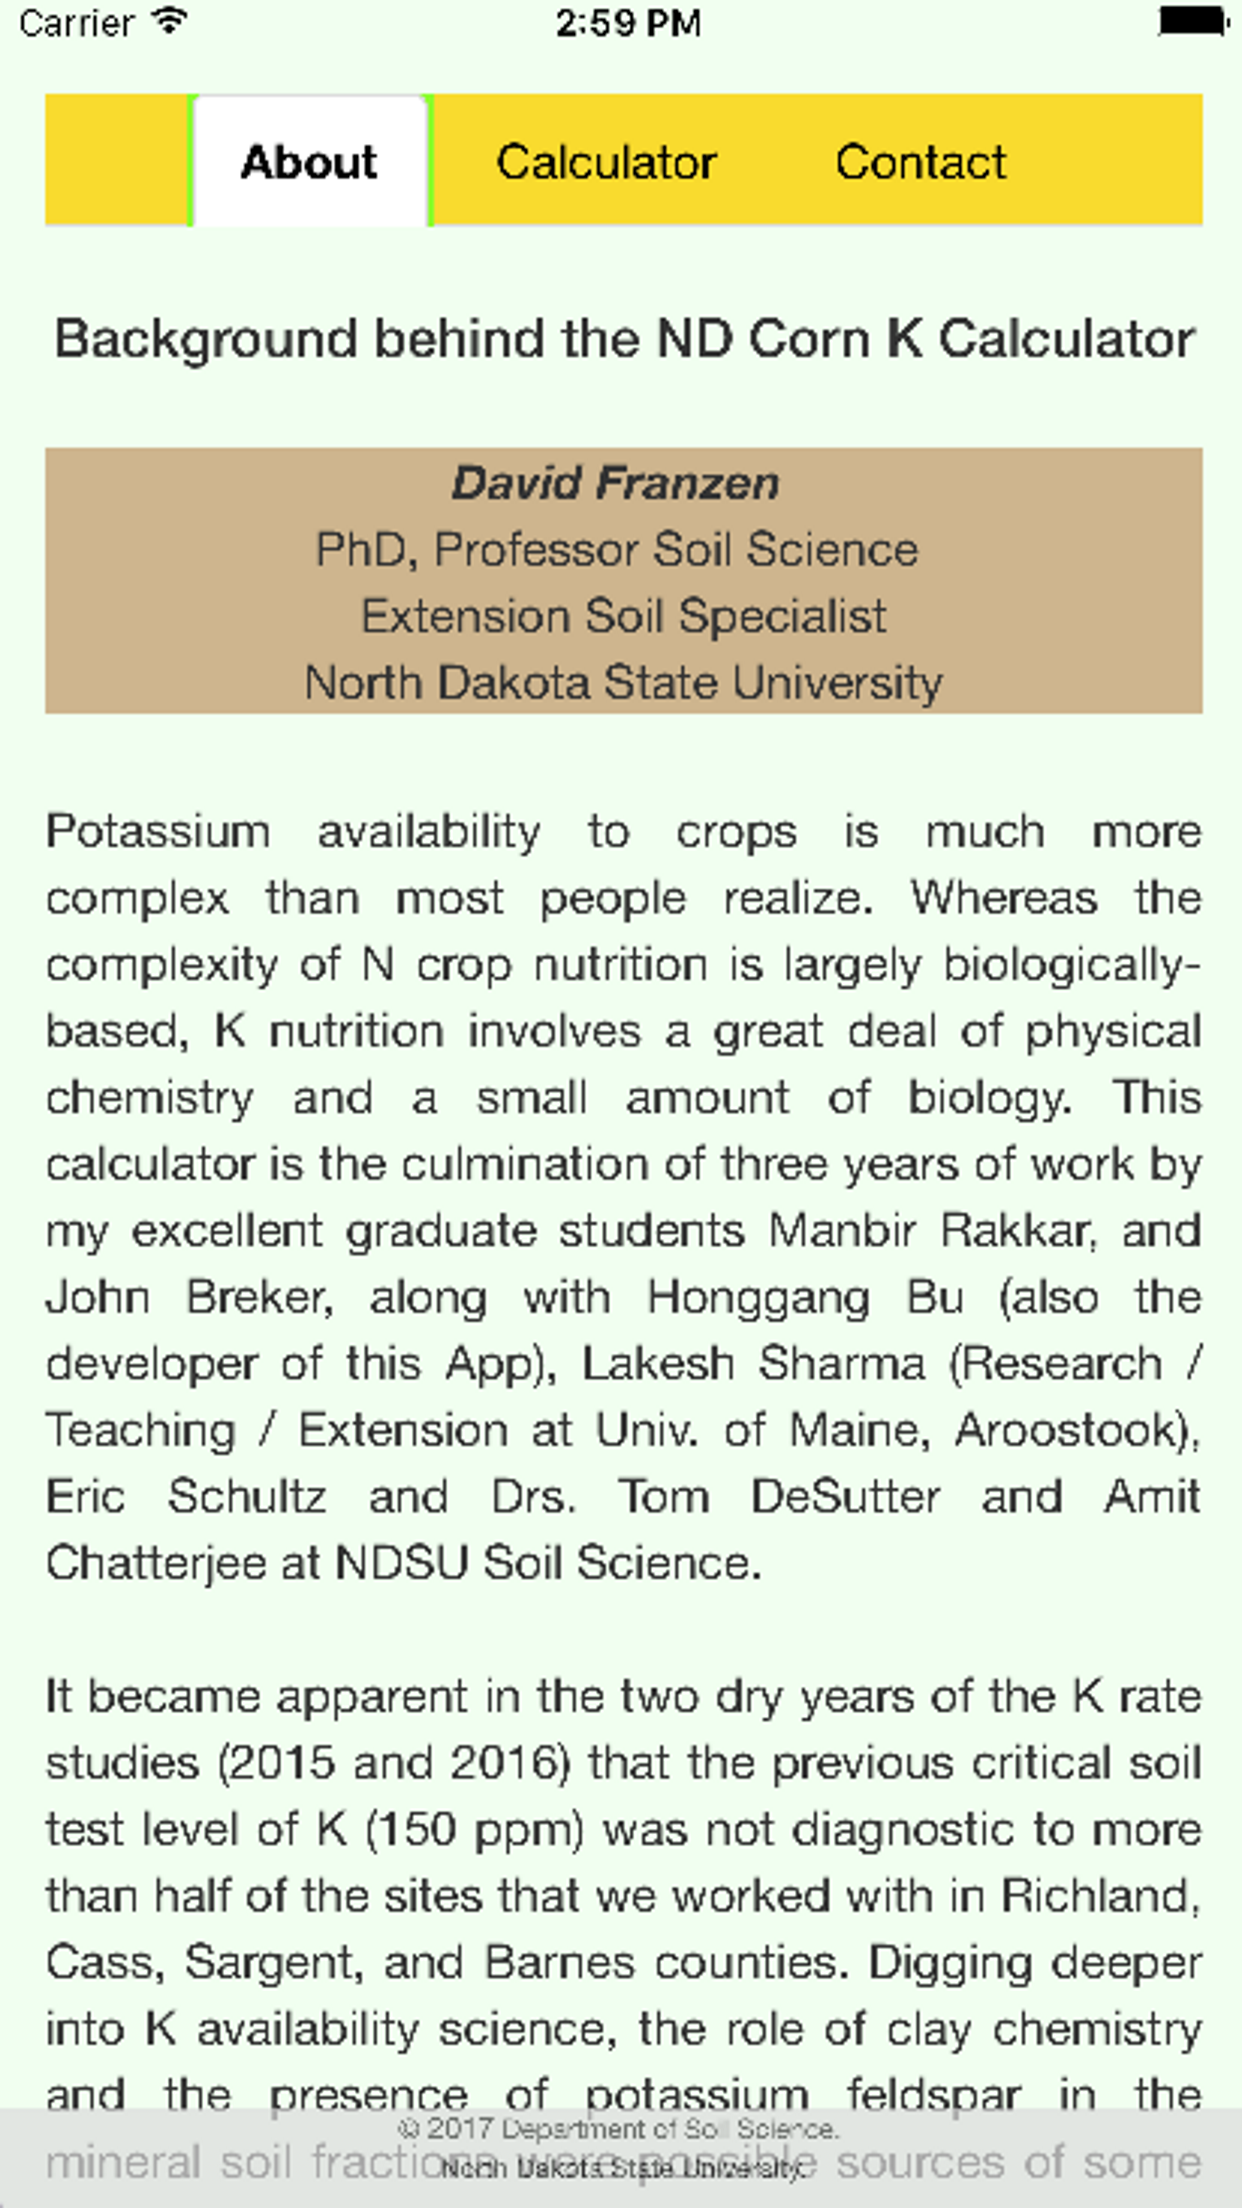 Carrier
2:59 PM
About
Calculator
Contact
Background behind the ND Corn K Calculator
David Franzen
PhD, Professor Soil Science
Extension Soil Specialist
North Dakota State University
Potassium availability to crops is much more
complex than most people realize. Whereas the
complexity of N crop nutrition is largely biologically-
based, K nutrition involves a great deal of physical
chemistry and a small amount of biology. This
calculator is the culmination of three years of work by
my excellent graduate students Manbir Rakkar, and
John Breker, along with Honggang Bu (also the
developer of this App), Lakesh Sharma (Research /
Teaching / Extension at Univ. of Maine, Aroostook),
Eric Schultz and Drs. Tom DeSutter and Amit
Chatterjee at NDSU Soil Science.
It became apparent in the two dry years of the K rate
studies (2015 and 2016) that the previous critical soil
test level of K (150 ppm) was not diagnostic to more
than half of the sites that we worked with in Richland,
Cass, Sargent, and Barnes counties. Digging deeper
into K availability science, the role of clay chemistry
and the presence of potassium feldspar in the
© 2017 Department of Soil Science.
mineral soil fractions were possible sources of some
North Dakota State University.